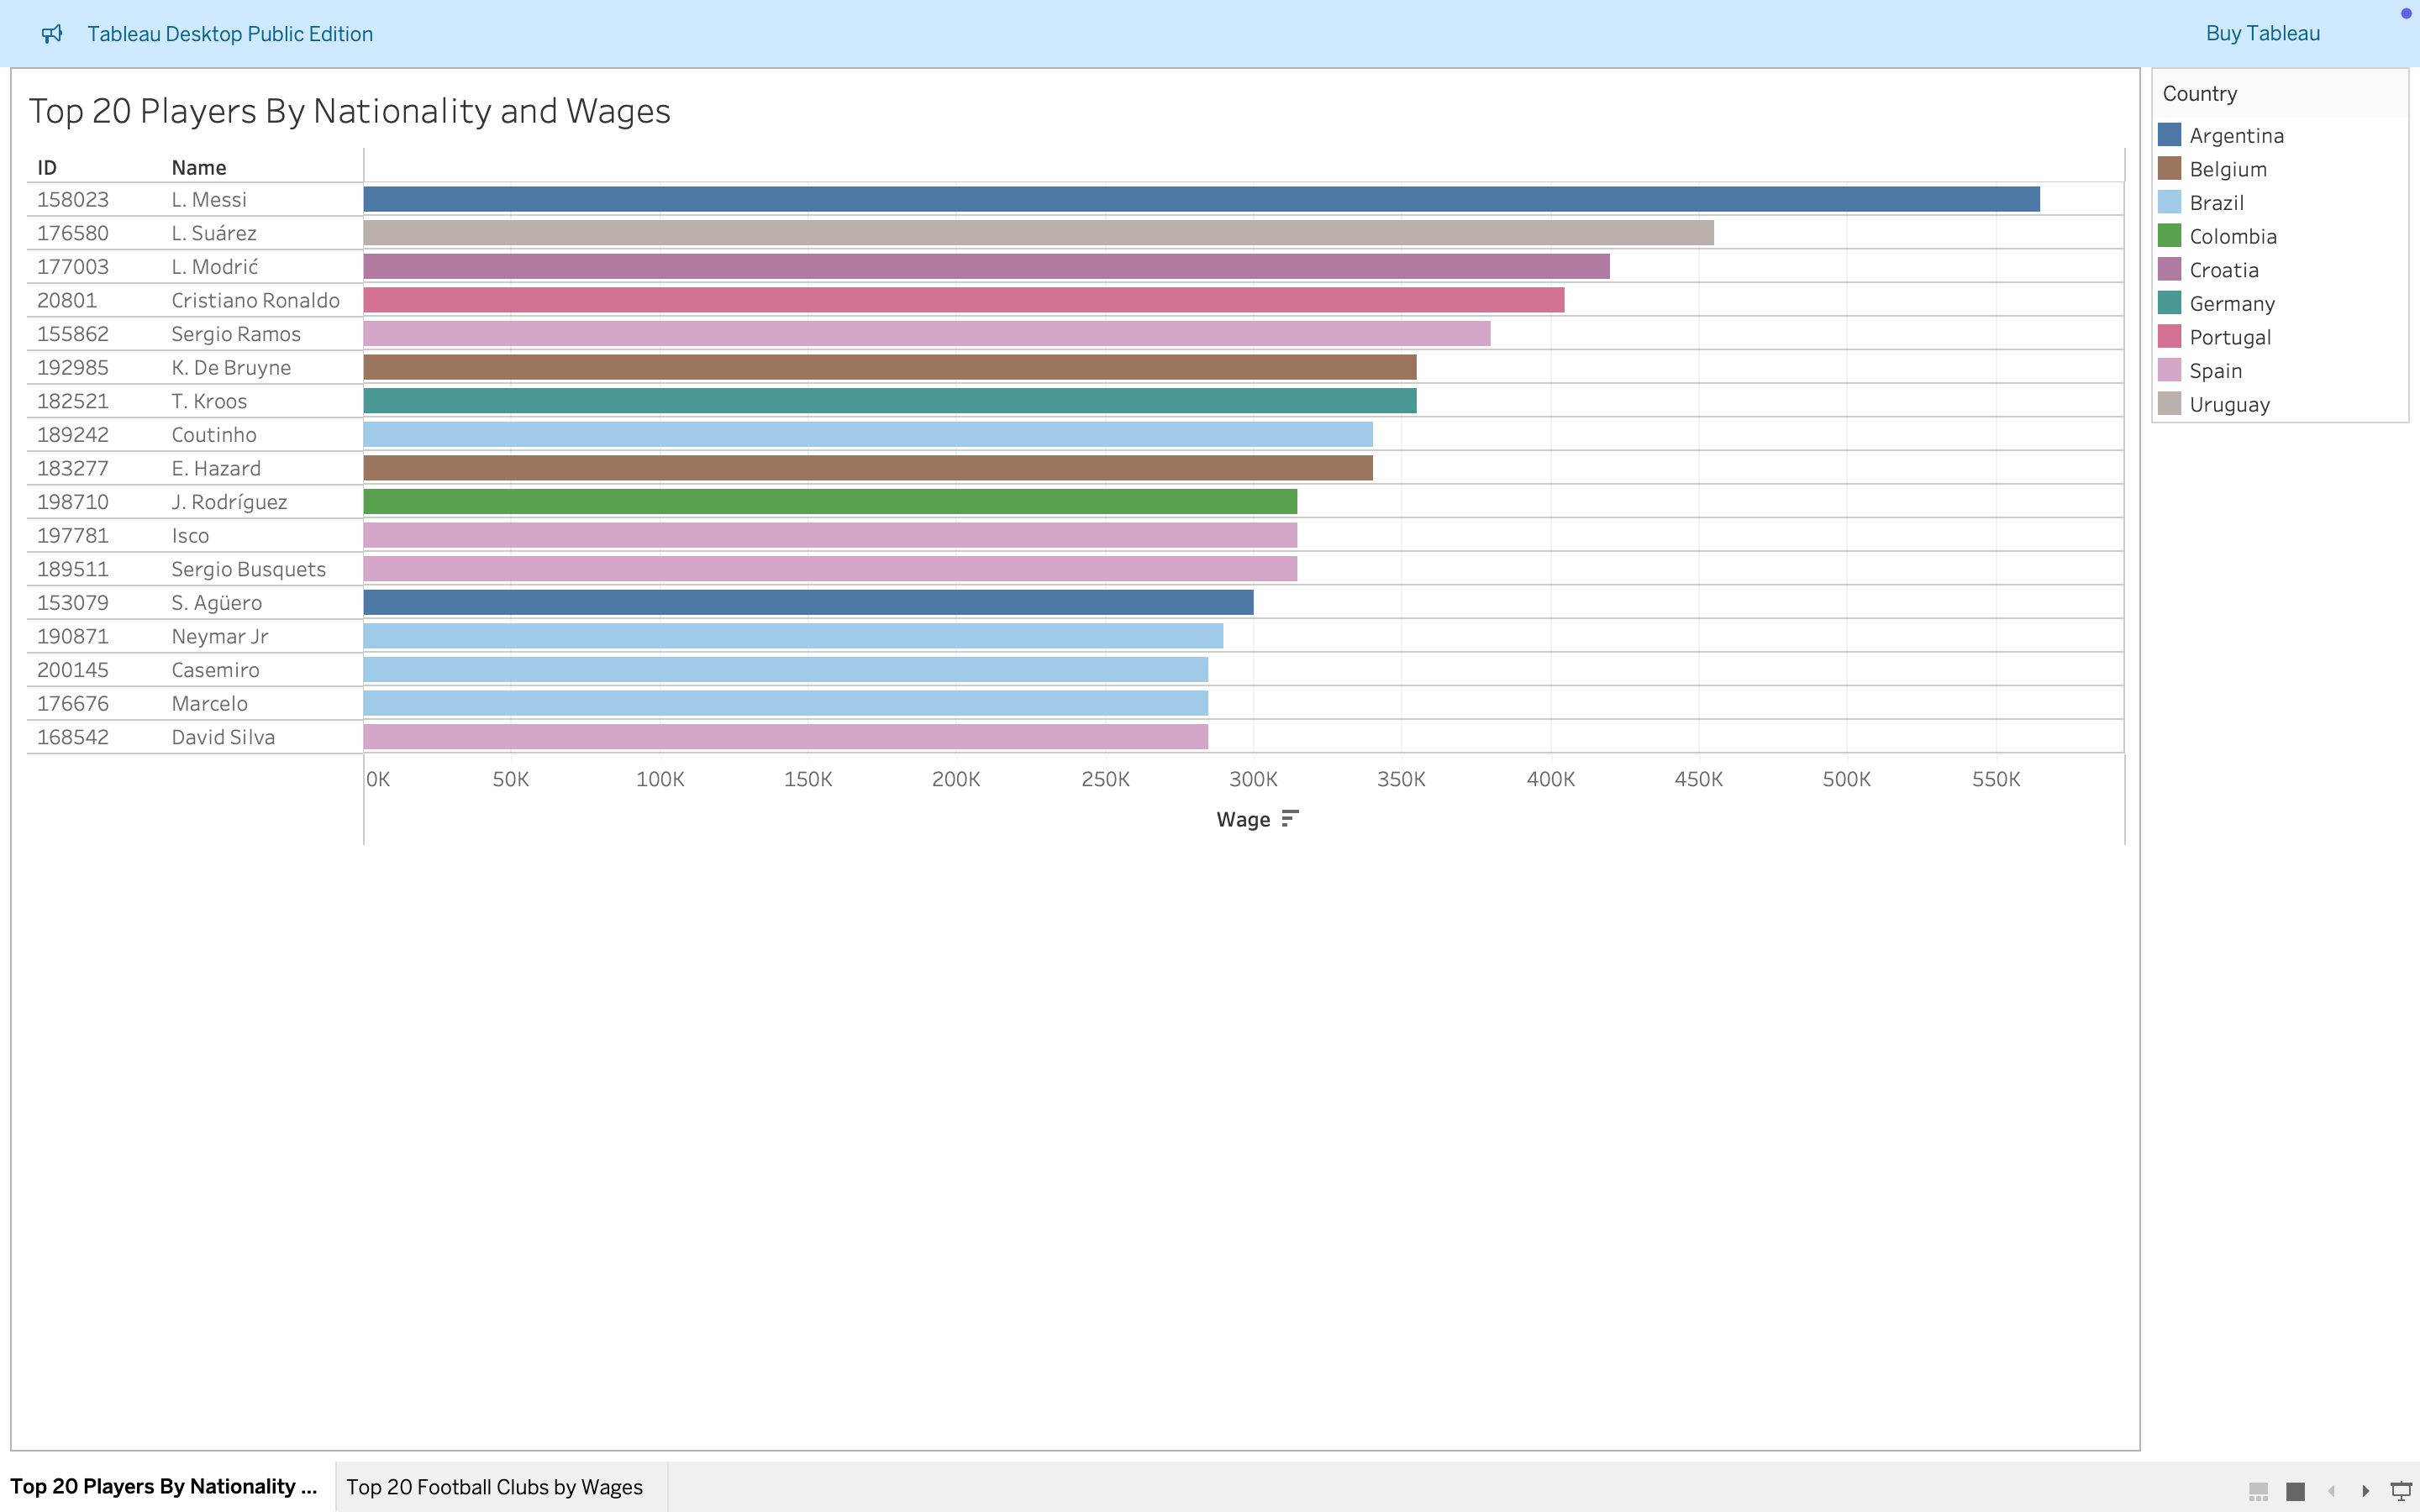 Tableau Desktop Public Edition
Buy Tableau
Top 20 Players By Nationality and Wages
ID Name
158023 L. Messi
176580 L. Suárez
177003 L. Modrić
20801 Cristiano Ronaldo
155862 Sergio Ramos
192985 K. De Bruyne
182521 T. Kroos
189242 Coutinho
183277 E. Hazard
198710 J. Rodríguez
197781 Isco
189511 Sergio Busquets
153079 S. Agüero
190871 Neymar Jr
200145 Casemiro
176676 Marcelo
168542 David Silva
0K 50K 100K 150K 200K 250K 300K 350K 400K 450K 500K 550K
Wage
Country
Argentina
Belgium
Brazil
Colombia
Croatia
Germany
Portugal
Spain
Uruguay
Top 20 Players By Nationality ...
Top 20 Football Clubs by Wages